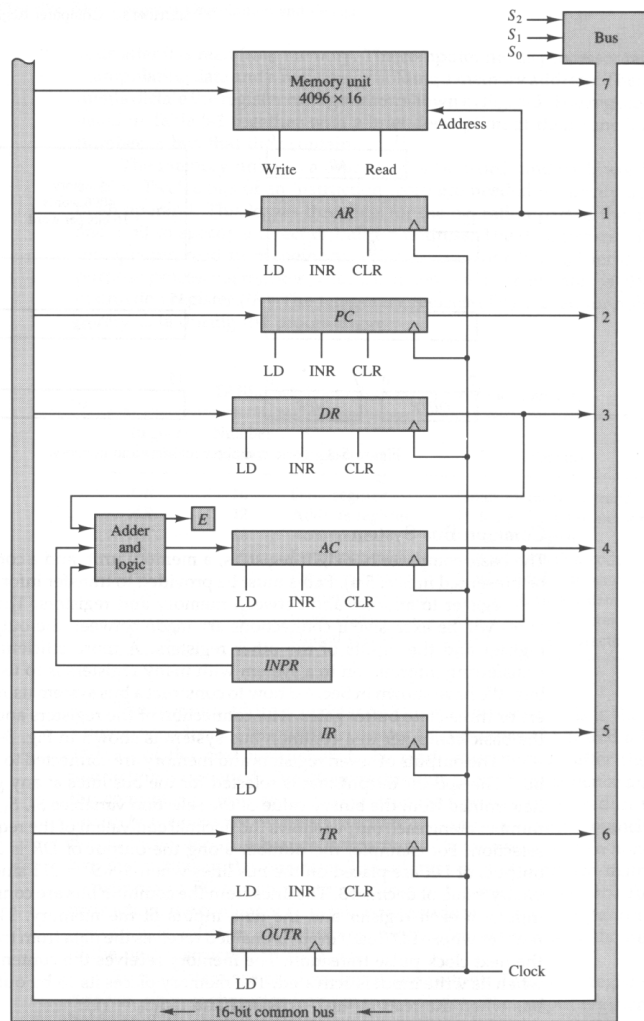 S2
S1
S0
Bus
Memory unit
4096 × 16
7
Address
Write Read
AR
1
LD INR CLR
PC
2
LD INR CLR
DR
3
LD INR CLR
Adder
and
logic
E
AC
4
LD INR CLR
INPR
IR
5
LD
TR
6
LD INR CLR
OUTR
LD
Clock
16-bit common bus